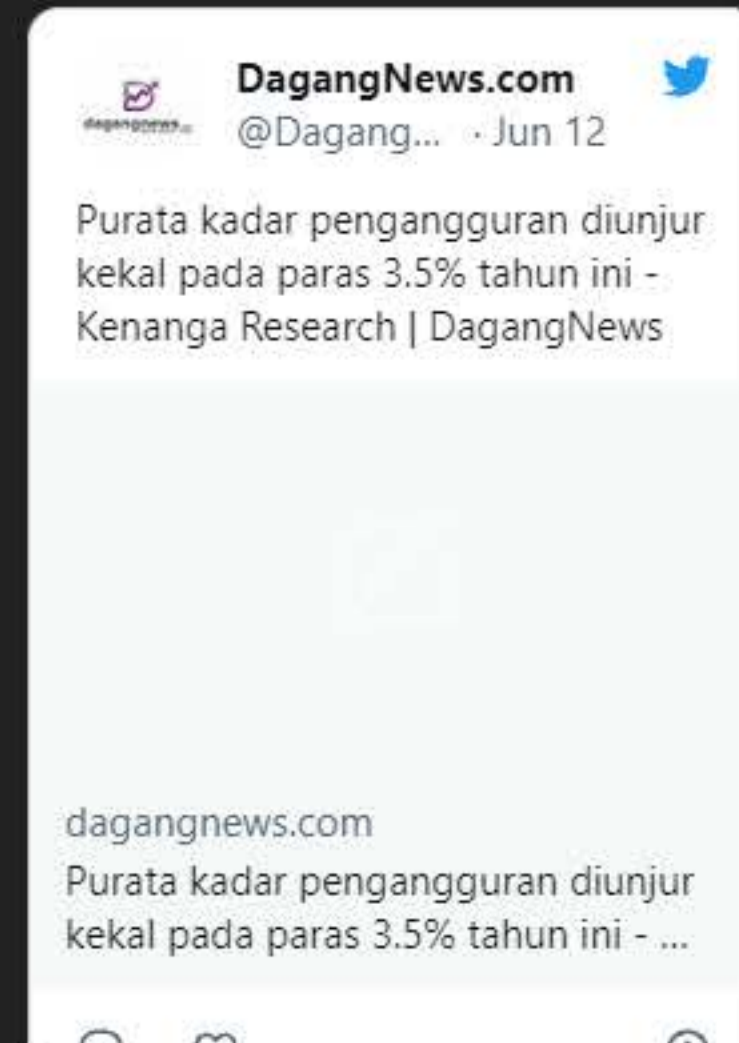 DagangNews.com
@Dagang... · Jun 12
dagangnews
Purata kadar pengangguran diunjur
kekal pada paras 3.5% tahun ini -
Kenanga Research | DagangNews
dagangnews.com
Purata kadar pengangguran diunjur
kekal pada paras 3.5% tahun ini - ...